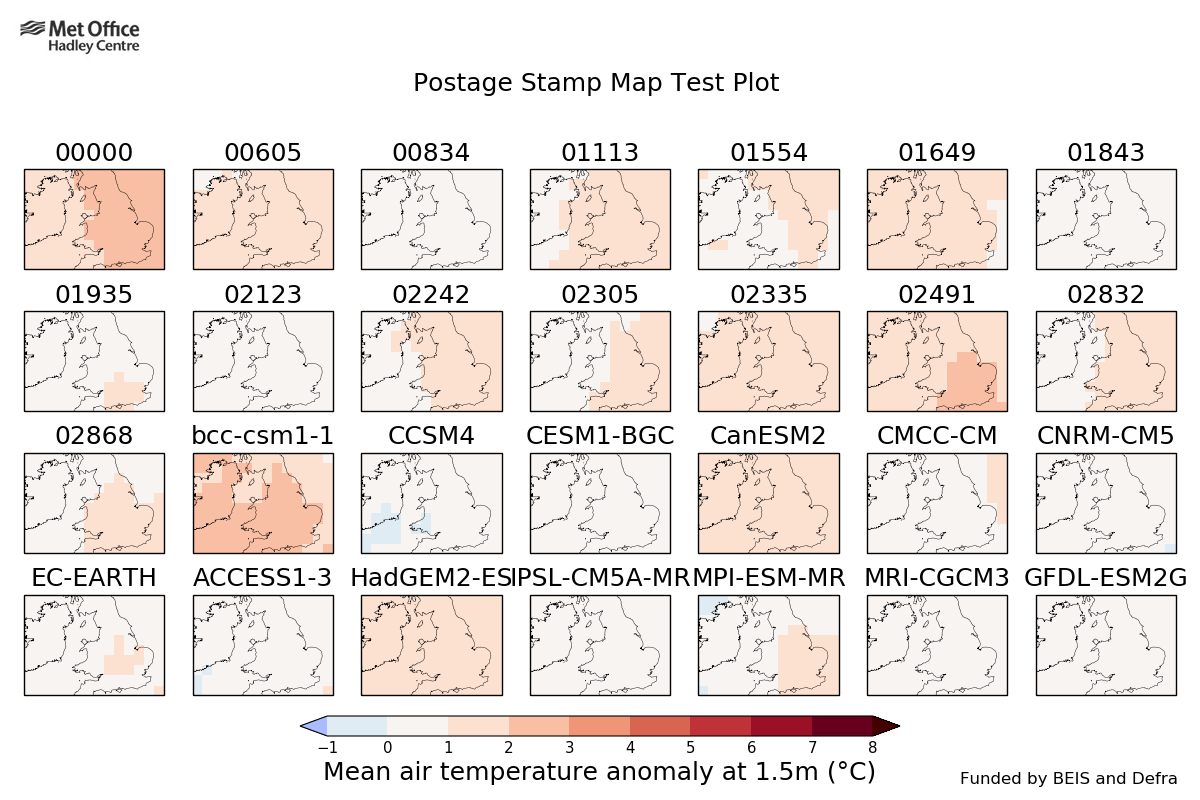 Met Office
Hadley Centre
Postage Stamp Map Test Plot
00000 00605 00834 01113 01554 01649 01843
01935 02123 02242 02305 02335 02491 02832
02868 bcc-csm1-1 CCSM4 CESM1-BGC CanESM2 CMCC-CM CNRM-CM5
EC-EARTH ACCESS1-3 HadGEM2-ES IPSL-CM5A-MR MPI-ESM-MR MRI-CGCM3 GFDL-ESM2G
−1 0 1 2 3 4 5 6 7 8
Mean air temperature anomaly at 1.5m (°C)
Funded by BEIS and Defra